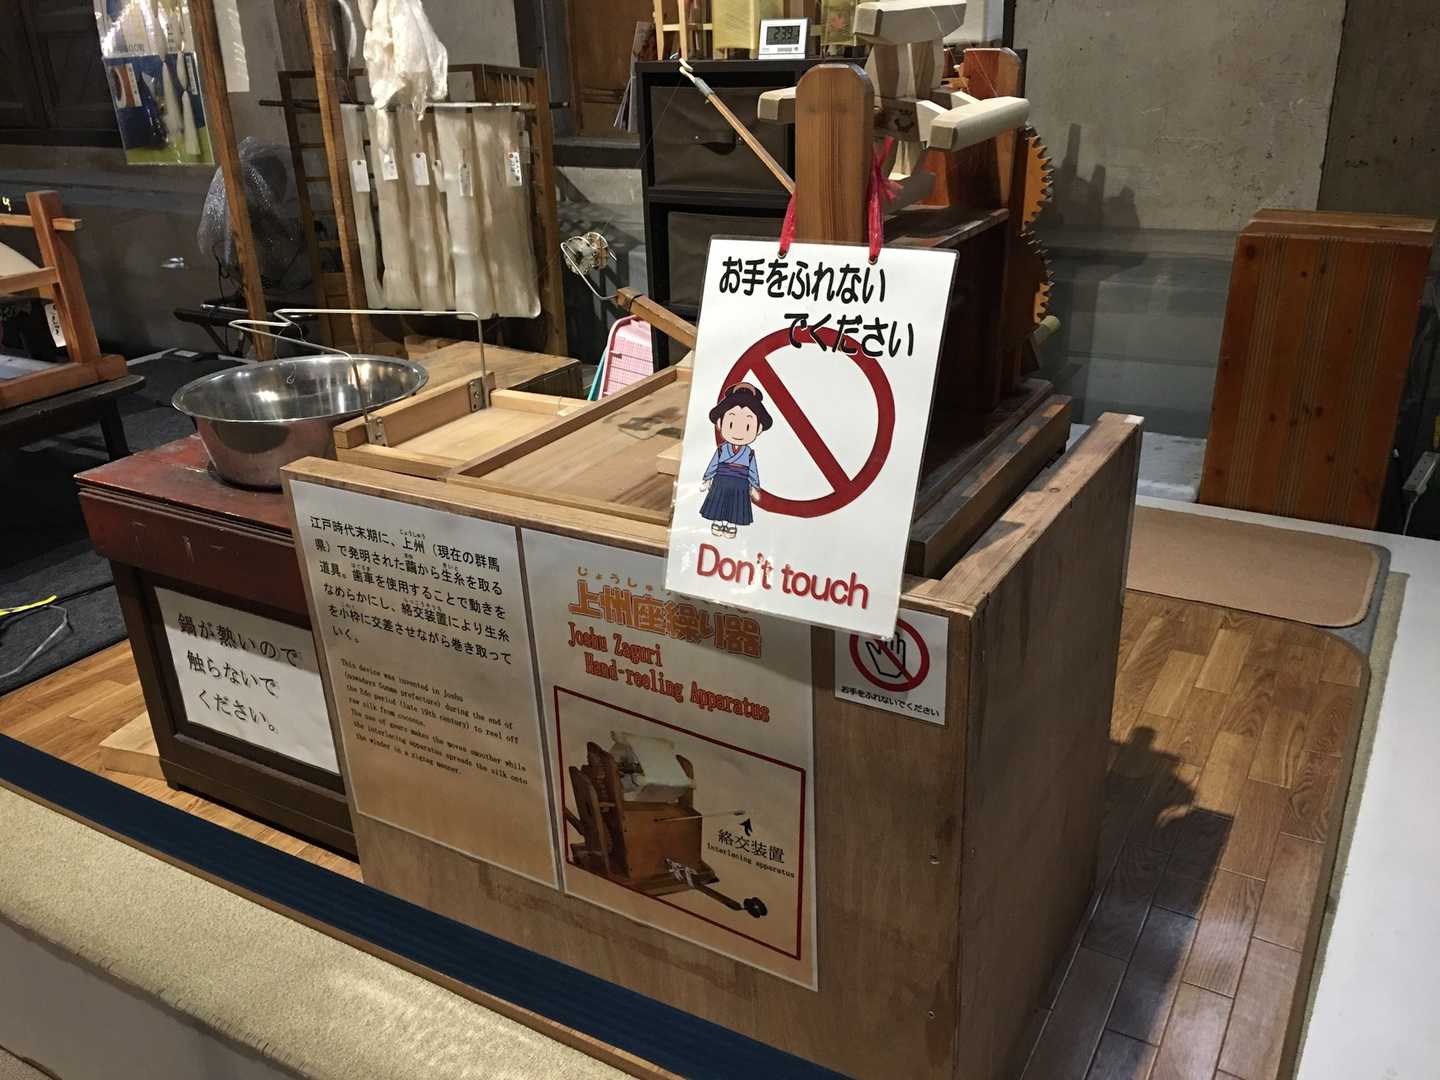 お手をふれない
でください
Don't touch
江戸時代末期に、上州（現在の群馬
県）で発明された繭から生糸を取る
道具。歯車を使用することで動きを
なめらかにし、絡交装置により生糸
を小枠に交差させながら巻き取って
いく。
This device was invented in Joshu
(nowadays Gunma prefecture) during the end of
the Edo period (late 19th century) to reel off
raw silk from cocoons.
The use of gears makes the moves smoother while
the interlacing apparatus spreads the silk onto
the winder in a zigzag manner.
上州座繰り器
Joshu Zaguri
Hand-reeling Apparatus
絡交装置
Interlacing apparatus
お手をふれないでください
鍋が熱いので
触らないで
ください。
2:39